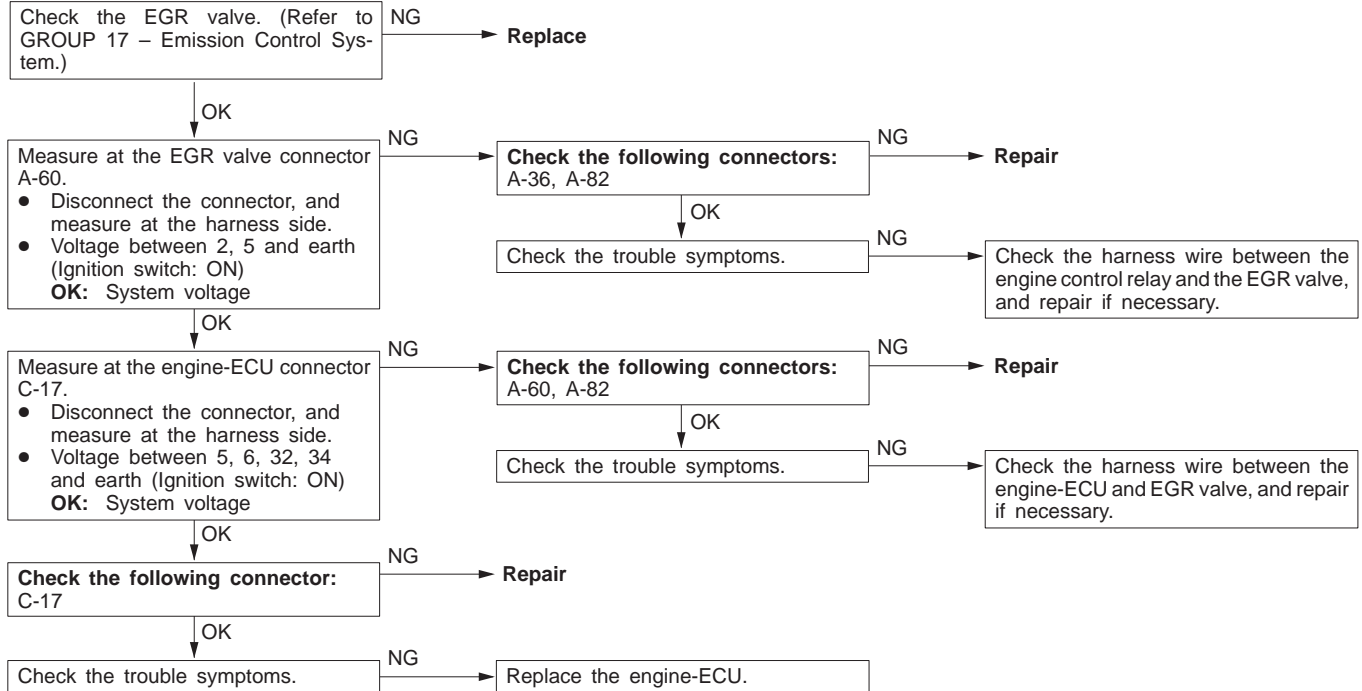 Check the EGR valve. (Refer to
GROUP 17 – Emission Control Sys-
tem.)
NG
Replace
OK
Measure at the EGR valve connector
A-60.
● Disconnect the connector, and
measure at the harness side.
● Voltage between 2, 5 and earth
(Ignition switch: ON)
OK: System voltage
NG
Check the following connectors:
A-36, A-82
NG
Repair
OK
Check the trouble symptoms.
NG
Check the harness wire between the
engine control relay and the EGR valve,
and repair if necessary.
OK
Measure at the engine-ECU connector
C-17.
● Disconnect the connector, and
measure at the harness side.
● Voltage between 5, 6, 32, 34
and earth (Ignition switch: ON)
OK: System voltage
NG
Check the following connectors:
A-60, A-82
NG
Repair
OK
Check the trouble symptoms.
NG
Check the harness wire between the
engine-ECU and EGR valve, and repair
if necessary.
OK
Check the following connector:
C-17
NG
Repair
OK
Check the trouble symptoms.
NG
Replace the engine-ECU.